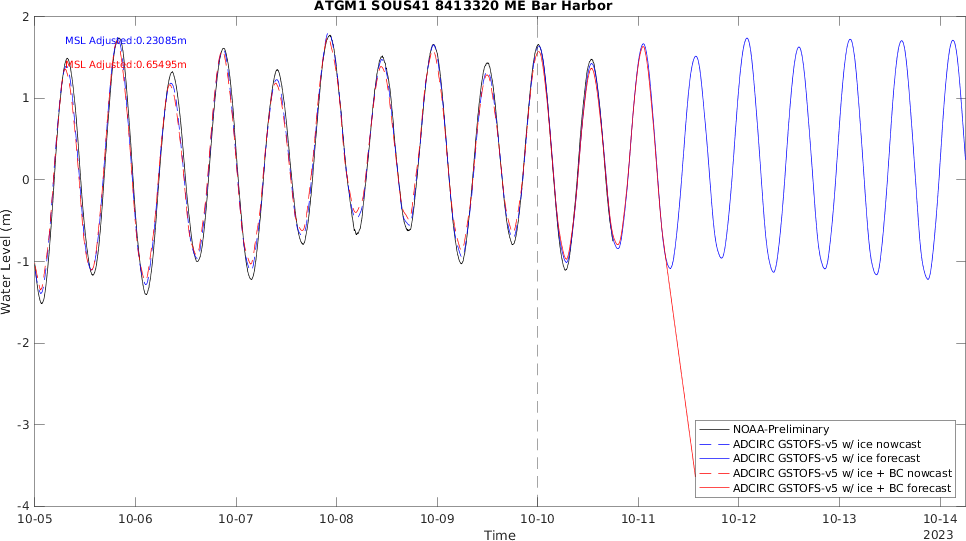 ATGM1 SOUS41 8413320 ME Bar Harbor
MSL Adjusted:0.23085m
MSL Adjusted:0.65495m
Water Level (m)
2
1
0
-1
-2
-3
-4
NOAA-Preliminary
ADCIRC GSTOFS-v5 w/ ice nowcast
ADCIRC GSTOFS-v5 w/ ice forecast
ADCIRC GSTOFS-v5 w/ ice + BC nowcast
ADCIRC GSTOFS-v5 w/ ice + BC forecast
10-05 10-06 10-07 10-08 10-09 10-10 10-11 10-12 10-13 10-14
Time
2023